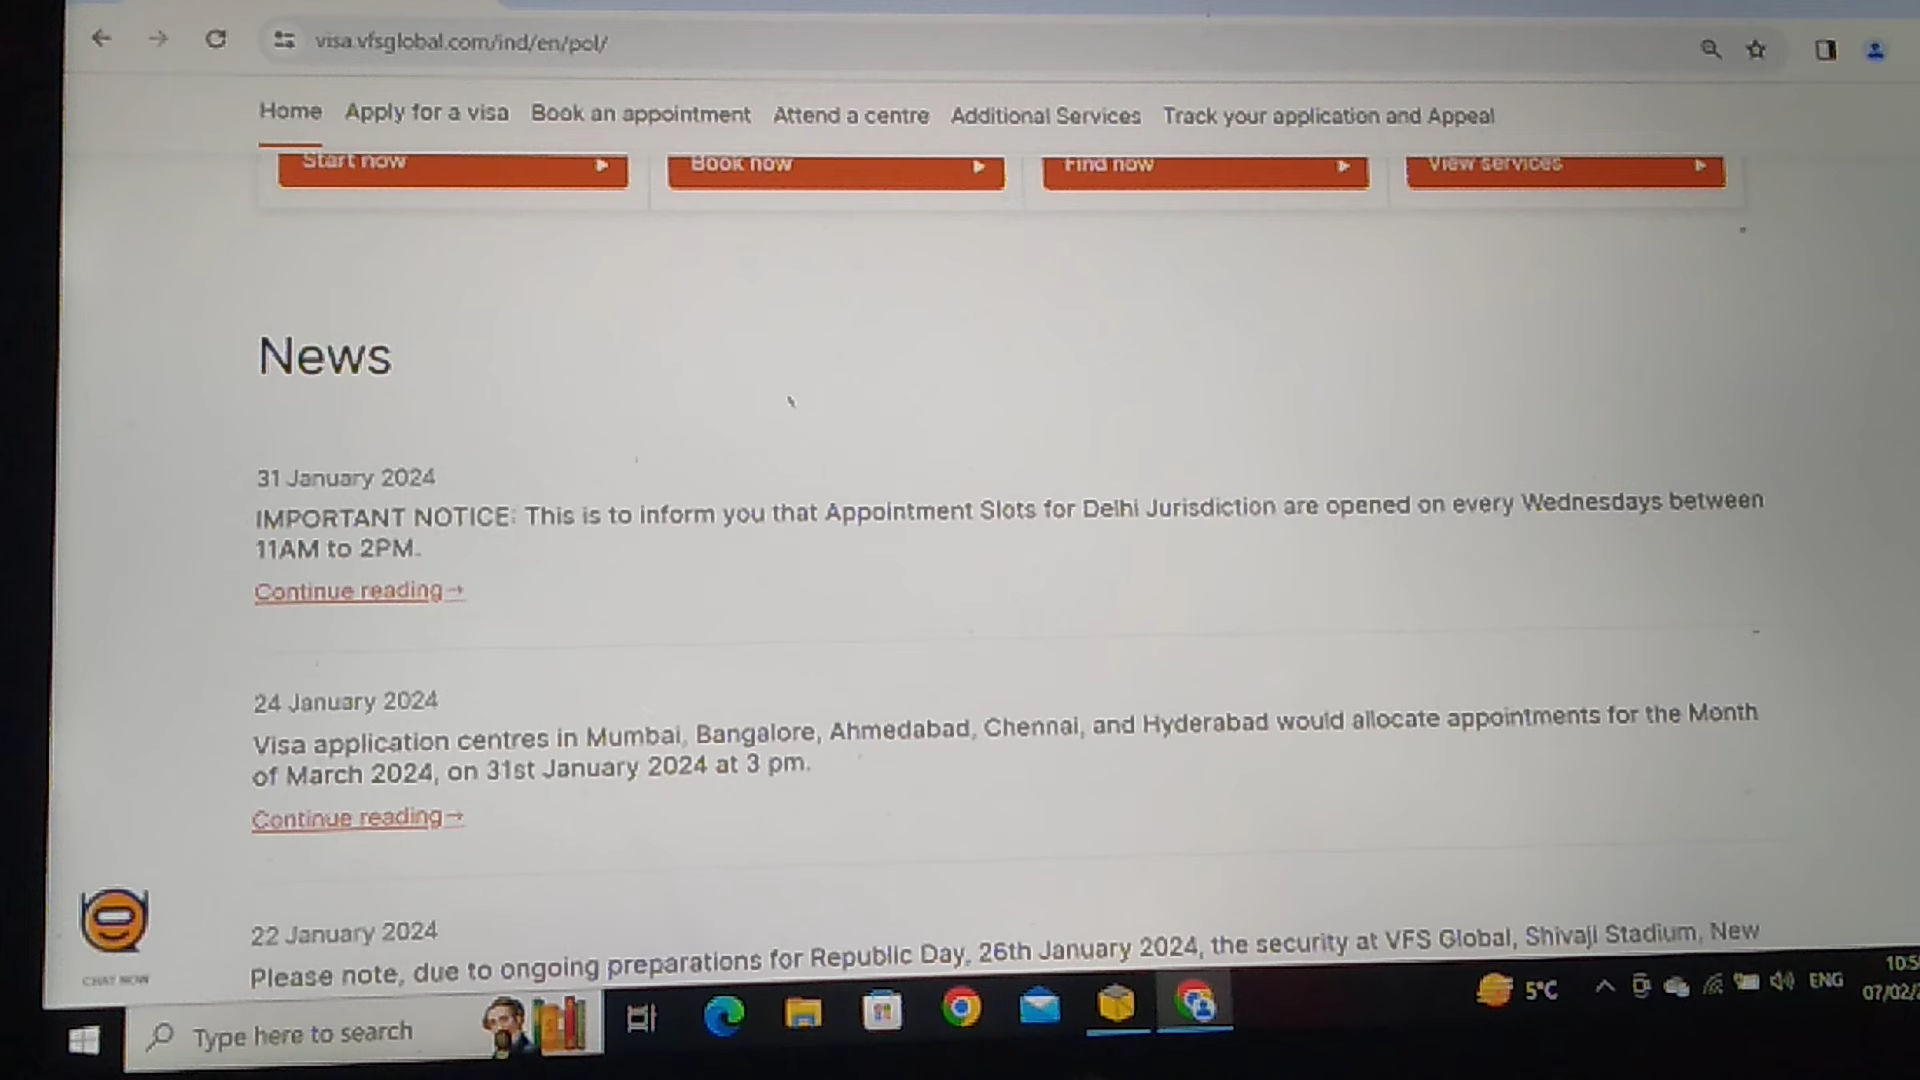 visa.vfsglobal.com/ind/en/pol/
Home Apply for a visa Book an appointment Attend a centre Additional Services Track your application and Appeal
Start now Book now Find now View services
News
31 January 2024
IMPORTANT NOTICE: This is to inform you that Appointment Slots for Delhi Jurisdiction are opened on every Wednesdays between
11AM to 2PM.
Continue reading→
24 January 2024
Visa application centres in Mumbai, Bangalore, Ahmedabad, Chennai, and Hyderabad would allocate appointments for the Month
of March 2024, on 31st January 2024 at 3 pm.
Continue reading→
22 January 2024
Please note, due to ongoing preparations for Republic Day, 26th January 2024, the security at VFS Global, Shivaji Stadium, New
CHAT NOW
Type here to search
5°C
ENG
10:5
07/02/